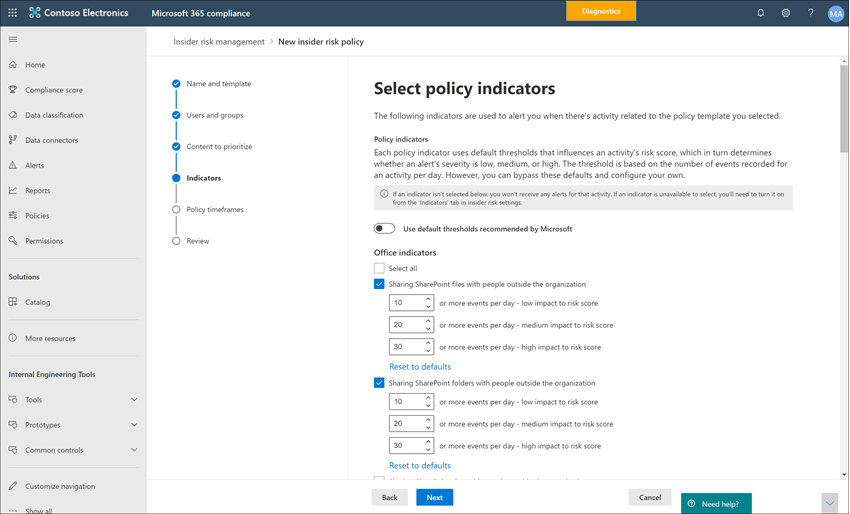 Contoso Electronics
Microsoft 365 compliance
Diagnostics
?
MA
Home
Compliance score
Data classification
Data connectors
Alerts
Reports
Policies
Permissions
Solutions
Catalog
More resources
Internal Engineering Tools
Tools
Prototypes
Common controls
Customize navigation
Show all
Insider risk management > New insider risk policy
Name and template
Users and groups
Content to prioritize
Indicators
Policy timeframes
Review
Select policy indicators
The following indicators are used to alert you when there's activity related to the policy template you selected.
Policy indicators
Each policy indicator uses default thresholds that influences an activity's risk score, which in turn determines
whether an alert's severity is low, medium, or high. The threshold is based on the number of events recorded for
an activity per day. However, you can bypass these defaults and configure your own.
If an indicator isn't selected below, you won't receive any alerts for that activity. If an indicator is unavailable to select, you'll need to turn it on
from the 'Indicators' tab in insider risk settings.
Use default thresholds recommended by Microsoft
Office indicators
Select all
Sharing SharePoint files with people outside the organization
10 or more events per day - low impact to risk score
20 or more events per day - medium impact to risk score
30 or more events per day - high impact to risk score
Reset to defaults
Sharing SharePoint folders with people outside the organization
10 or more events per day - low impact to risk score
20 or more events per day - medium impact to risk score
30 or more events per day - high impact to risk score
Reset to defaults
Back
Next
Cancel
Need help?